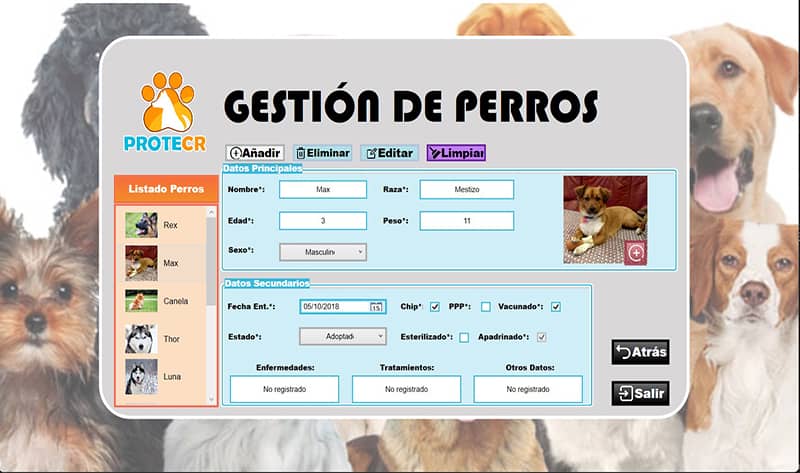 GESTIÓN DE PERROS
PROTECR
Añadir Eliminar Editar Limpiar
Listado Perros
Rex
Max
Canela
Thor
Luna
Datos Principales
Nombre*: Max Raza*: Mestizo
Edad*: 3 Peso*: 11
Sexo*: Masculin
Datos Secundarios
Fecha Ent.*: 05/10/2018 15 Chip*: PPP*: Vacunado*:
Estado*: Adoptad Esterilizado*: Apadrinado*:
Enfermedades: Tratamientos: Otros Datos:
No registrado No registrado No registrado
Atrás
Salir